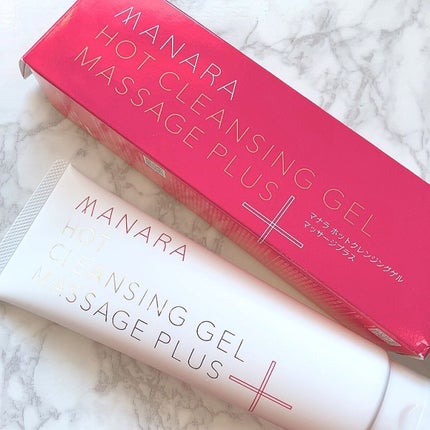 MANARA
HOT CLEANSING GEL
MASSAGE PLUS
マナラ ホットクレンジングゲル
マッサージプラス
MANARA
HOT
CLEANSING GEL
MASSAGE PLUS